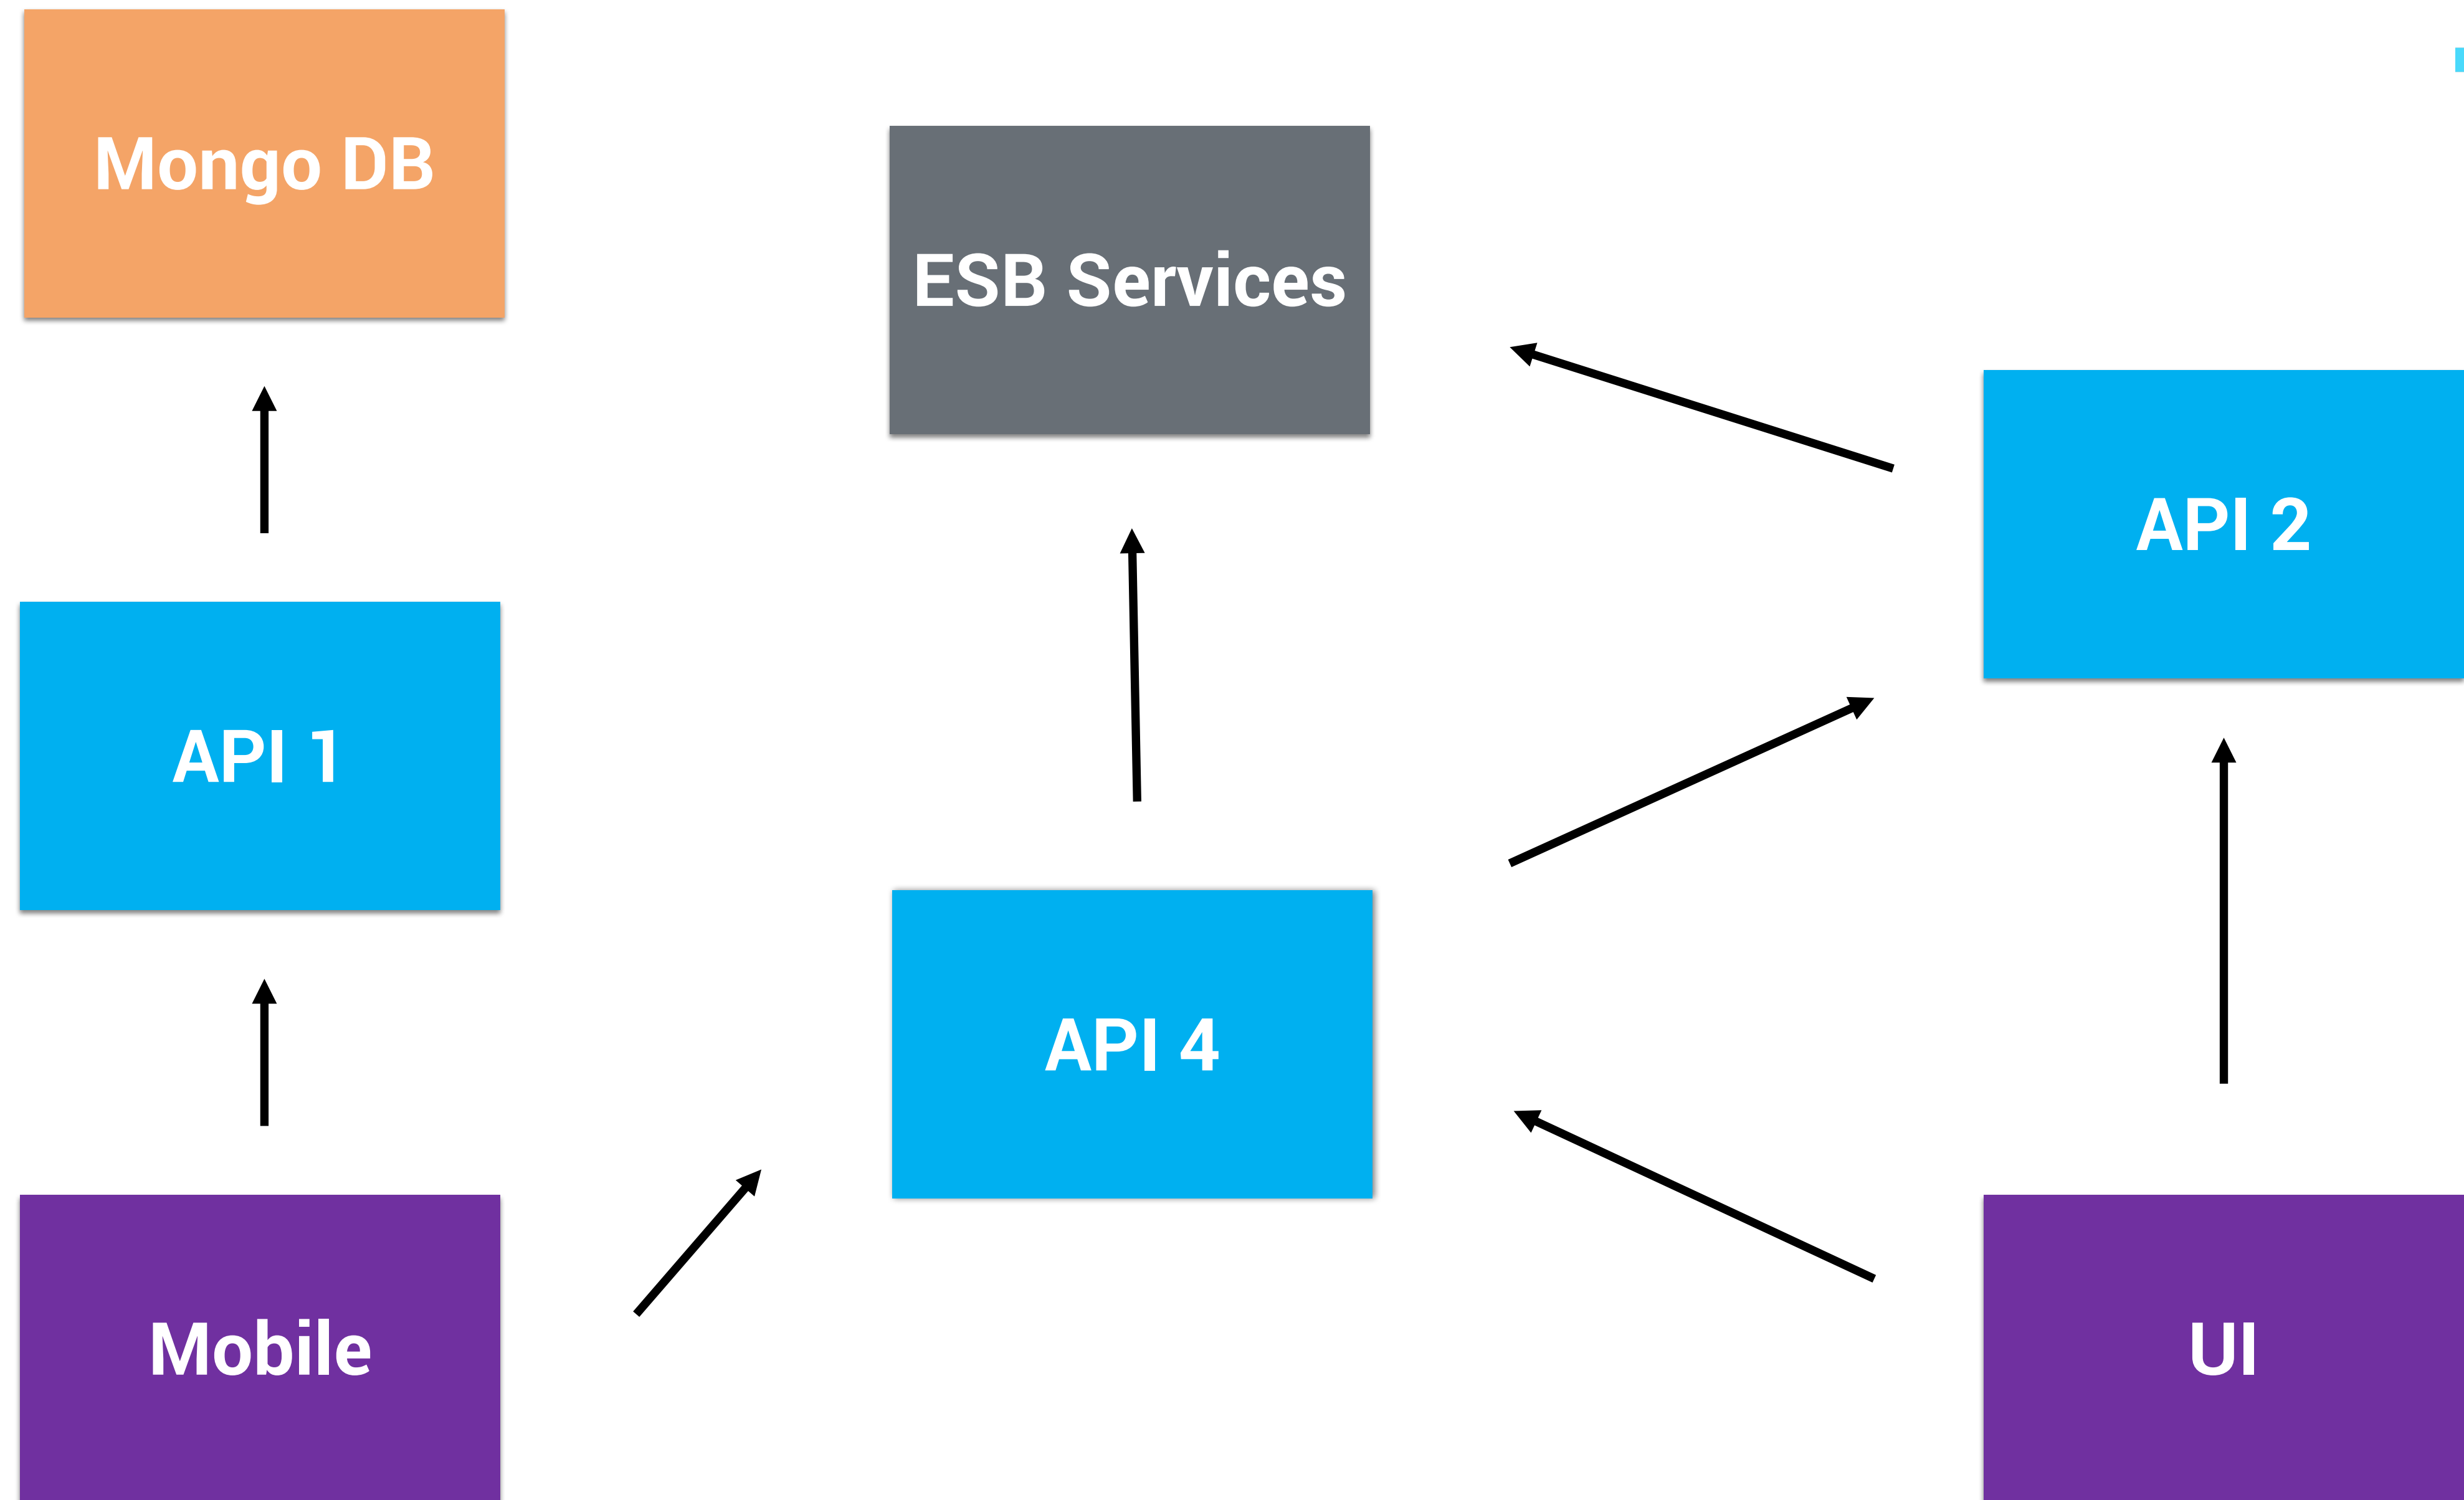 Mongo DB
ESB Services
API 2
API 1
API 4
Mobile
UI